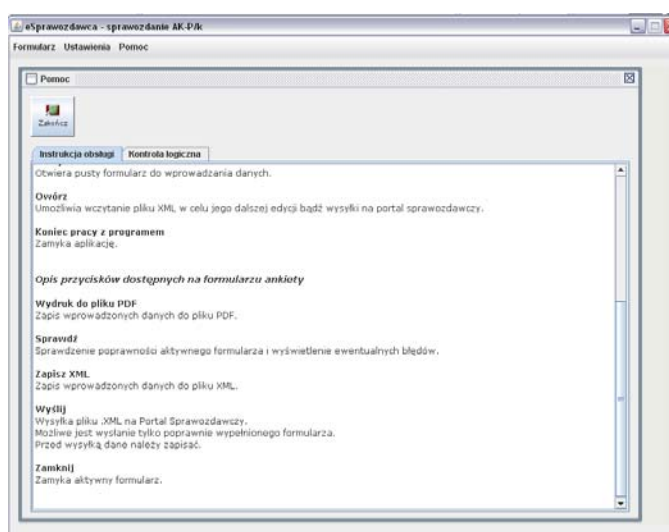 eSprawozdawca - sprawozdanie AK-P/k
Formularz Ustawienia Pomoc
Pomoc
Zakończ
Instrukcja obsługi Kontrola logiczna
Otwiera pusty formularz do wprowadzania danych.
Owórz
Umożliwia wczytanie pliku XML w celu jego dalszej edycji bądź wysyłki na portal sprawozdawczy.
Koniec pracy z programem
Zamyka aplikację.
Opis przycisków dostępnych na formularzu ankiety
Wydruk do pliku PDF
Zapis wprowadzonych danych do pliku PDF.
Sprawdź
Sprawdzenie poprawności aktywnego formularza i wyświetlenie ewentualnych błędów.
Zapisz XML
Zapis wprowadzonych danych do pliku XML.
Wyślij
Wysyłka pliku .XML na Portal Sprawozdawczy.
Możliwe jest wysłanie tylko poprawnie wypełnionego formularza.
Przed wysyłką dane należy zapisać.
Zamknij
Zamyka aktywny formularz.